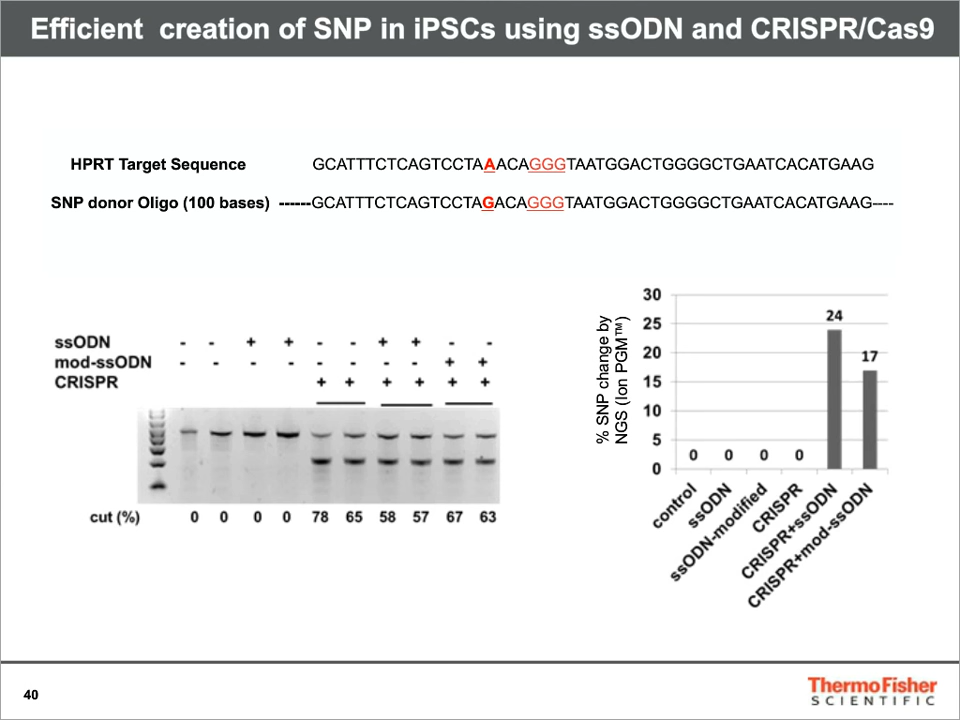 Efficient creation of SNP in iPSCs using ssODN and CRISPR/Cas9
HPRT Target Sequence GCATTTCTCAGTCCTAAACAGGGTAATGGACTGGGGCTGAATCACATGAAG
SNP donor Oligo (100 bases) ------GCATTTCTCAGTCCTAGACAGGGTAATGGACTGGGGCTGAATCACATGAAG----
ssODN - - + + - - + + - -
mod-ssODN - - - - - - - - + +
CRISPR + + + + + +
cut (%) 0 0 0 0 78 65 58 57 67 63
% SNP change by
NGS (Ion PGM™)
30
25
20
15
10
5
0
0 0 0 0 24 17
control
ssODN
ssODN-modified
CRISPR
CRISPR+ssODN
CRISPR+mod-ssODN
40
ThermoFisher
SCIENTIFIC